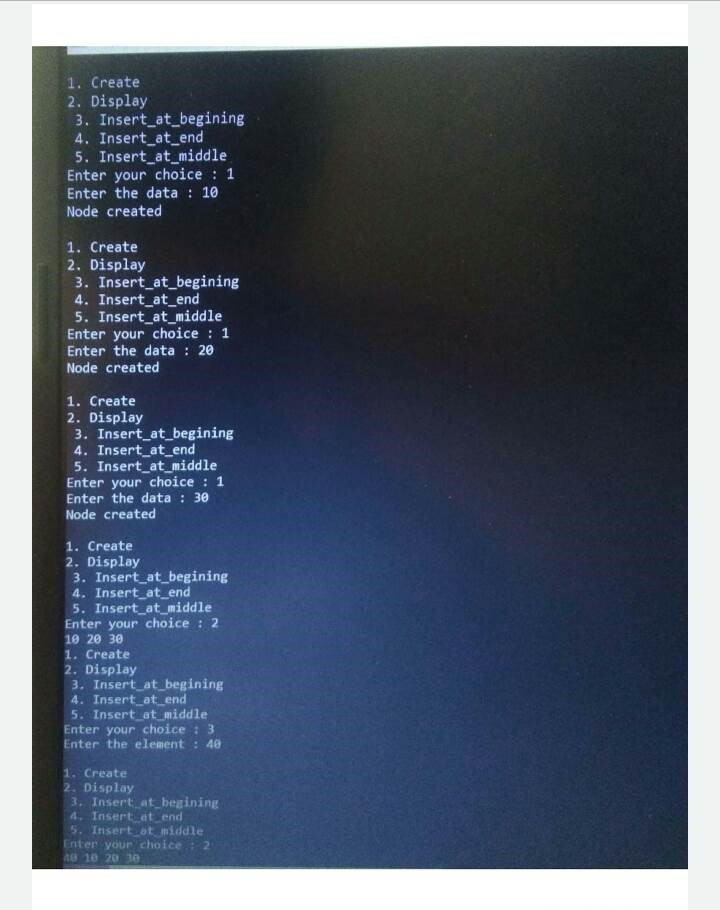 1. Create
2. Display
3. Insert_at_begining
4. Insert_at_end
5. Insert_at_middle
Enter your choice : 1
Enter the data : 10
Node created
1. Create
2. Display
3. Insert_at_begining
4. Insert_at_end
5. Insert_at_middle
Enter your choice : 1
Enter the data : 20
Node created
1. Create
2. Display
3. Insert_at_begining
4. Insert_at_end
5. Insert_at_middle
Enter your choice : 1
Enter the data : 30
Node created
1. Create
2. Display
3. Insert_at_begining
4. Insert_at_end
5. Insert_at_middle
Enter your choice : 2
10 20 30
1. Create
2. Display
3. Insert_at_begining
4. Insert_at_end
5. Insert_at_middle
Enter your choice : 3
Enter the element : 40
1. Create
2. Display
3. Insert_at_begining
4. Insert_at_end
5. Insert_at_middle
Enter your choice : 2
40 10 20 30